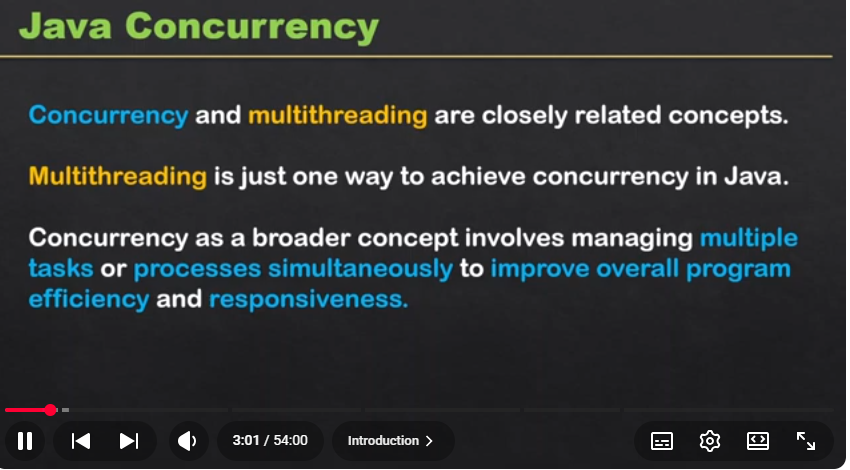 Java Concurrency
Concurrency and multithreading are closely related concepts.
Multithreading is just one way to achieve concurrency in Java.
Concurrency as a broader concept involves managing multiple
tasks or processes simultaneously to improve overall program
efficiency and responsiveness.
3:01 / 54:00
Introduction